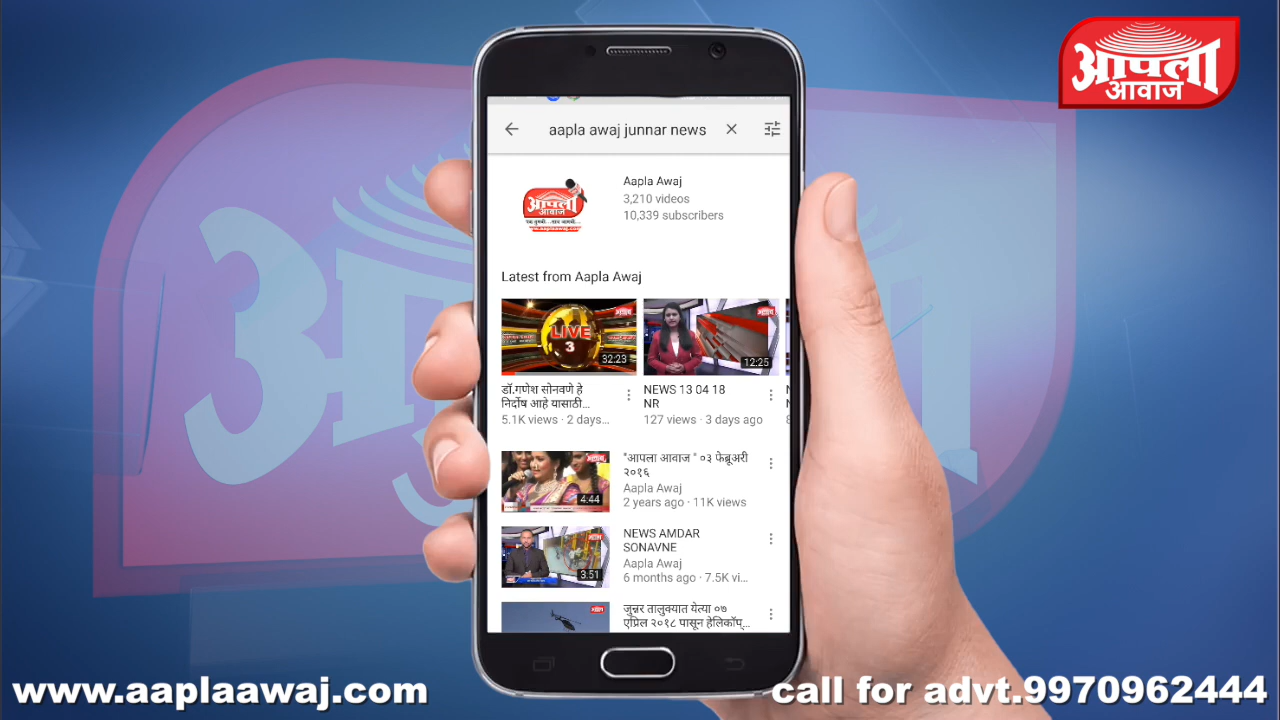 आपला
आवाज
aapla awaj junnar news
आपला
आवाज
Aapla Awaj
3,210 videos
10,339 subscribers
Latest from Aapla Awaj
LIVE
3
32:23
12:25
डॉ.गणेश सोनवणे हे
निर्दोष आहे यासाठी...
5.1K views · 2 days...
NEWS 13 04 18
NR
127 views · 3 days ago
4:44
"आपला आवाज " ०३ फेब्रूअरी
२०१६
Aapla Awaj
2 years ago · 11K views
3:51
NEWS AMDAR
SONAVNE
Aapla Awaj
6 months ago · 7.5K vi...
जुन्नर तालुक्यात येत्या ०७
एप्रिल २०१८ पासून हेलिकॉप्...
www.aaplaawaj.com
call for advt.9970962444